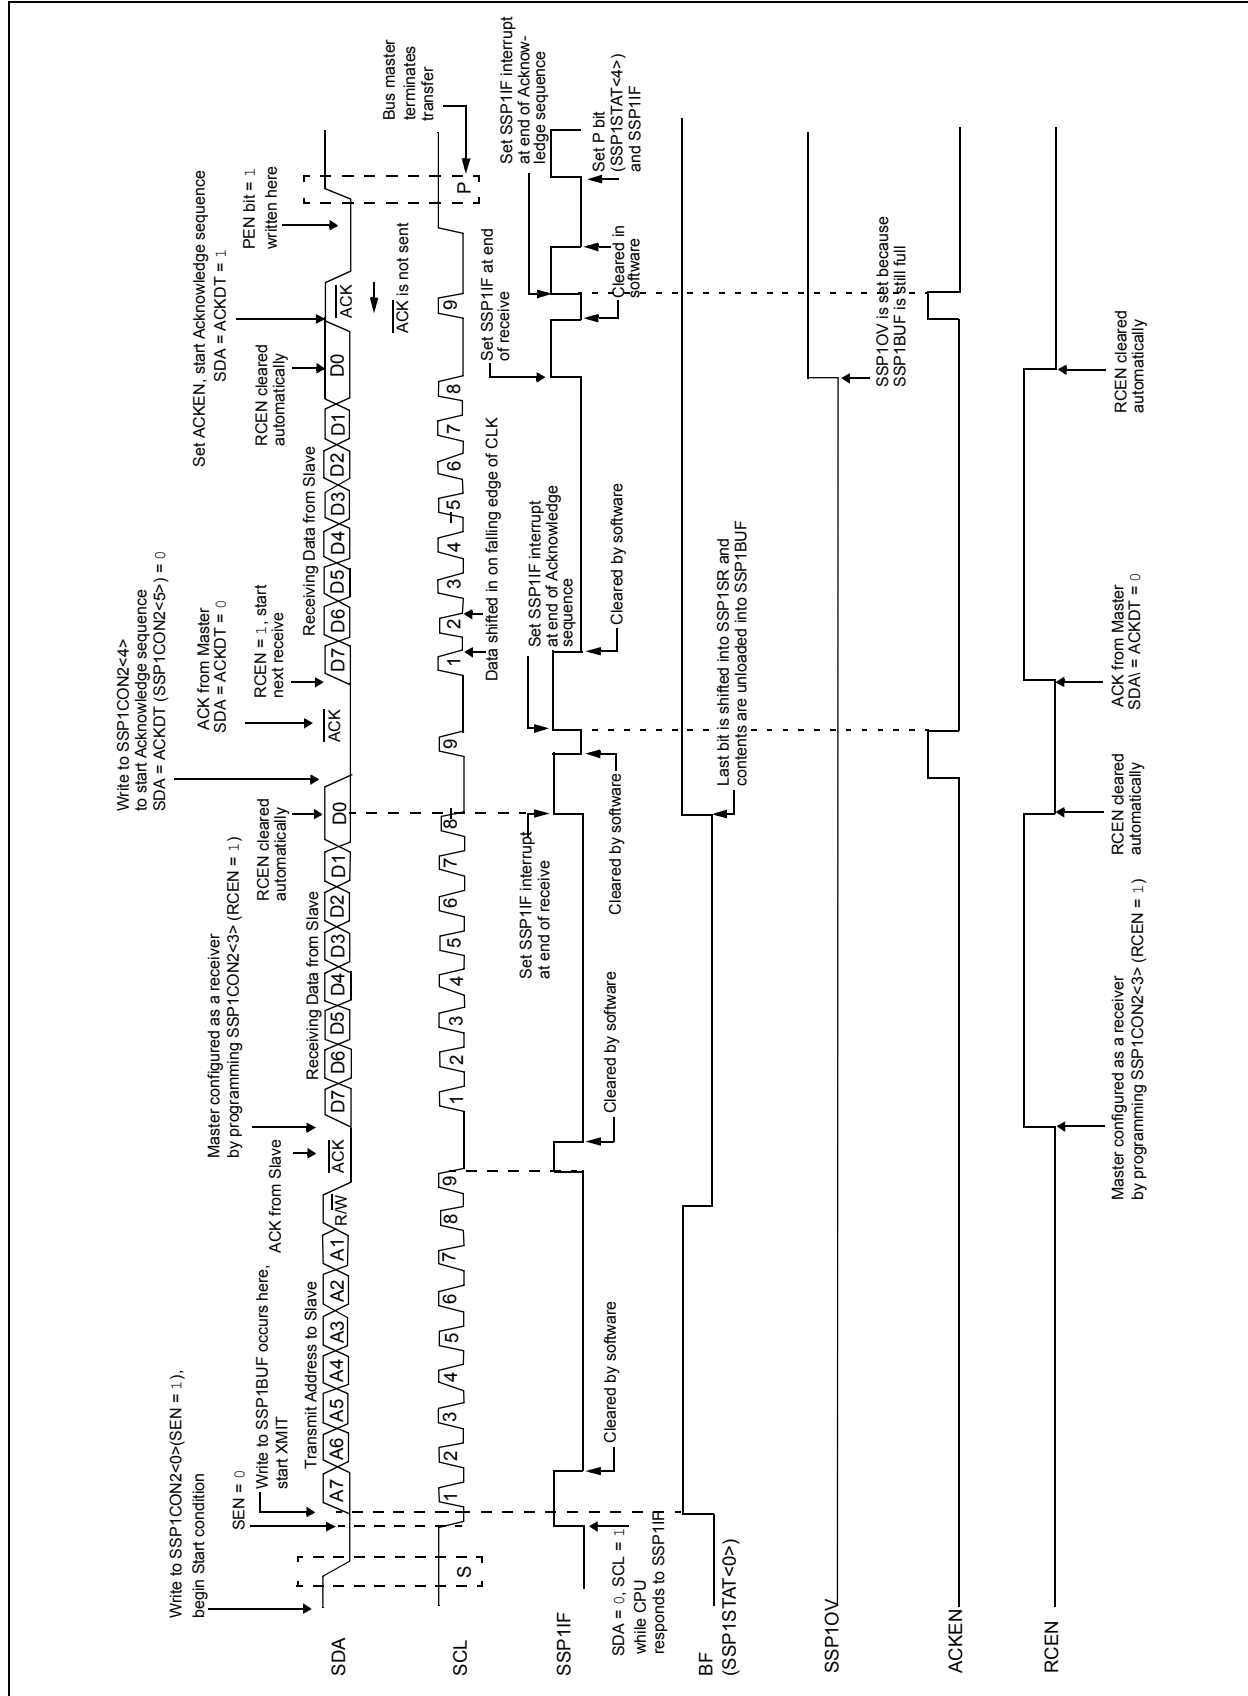 Write to SSP1CON2<0>(SEN = 1),
begin Start condition
SEN = 0
Write to SSP1BUF occurs here,
start XMIT
ACK from Slave
Master configured as a receiver
by programming SSP1CON2<3> (RCEN = 1)
RCEN cleared
automatically
Write to SSP1CON2<4>
to start Acknowledge sequence
SDA = ACKDT (SSP1CON2<5>) = 0
ACK from Master
SDA = ACKDT = 0
RCEN = 1, start
next receive
RCEN cleared
automatically
Set ACKEN, start Acknowledge sequence
SDA = ACKDT = 1
PEN bit = 1
written here
Transmit Address to Slave
Receiving Data from Slave
Receiving Data from Slave
SDA
A7 A6 A5 A4 A3 A2 A1 R/W ACK D7 D6 D5 D4 D3 D2 D1 D0 ACK D7 D6 D5 D4 D3 D2 D1 D0 ACK
ACK is not sent
Bus master
terminates
transfer
SCL
S 1 2 3 4 5 6 7 8 9 1 2 3 4 5 6 7 8 9 1 2 3 4 5 6 7 8 9 P
Data shifted in on falling edge of CLK
Set SSP1IF interrupt
at end of receive
Set SSP1IF interrupt
at end of Acknowledge
sequence
Set SSP1IF at end
of receive
Set SSP1IF interrupt
at end of Acknow-
ledge sequence
SSP1IF
SDA = 0, SCL = 1
while CPU
responds to SSP1IF
Cleared by software
Cleared by software
Cleared by software
Cleared by software
Cleared in
software
Set P bit
(SSP1STAT<4>)
and SSP1IF
BF
(SSP1STAT<0>)
Last bit is shifted into SSP1SR and
contents are unloaded into SSP1BUF
SSP1OV
SSP1OV is set because
SSP1BUF is still full
ACKEN
RCEN
Master configured as a receiver
by programming SSP1CON2<3> (RCEN = 1)
RCEN cleared
automatically
ACK from Master
SDA\ = ACKDT = 0
RCEN cleared
automatically